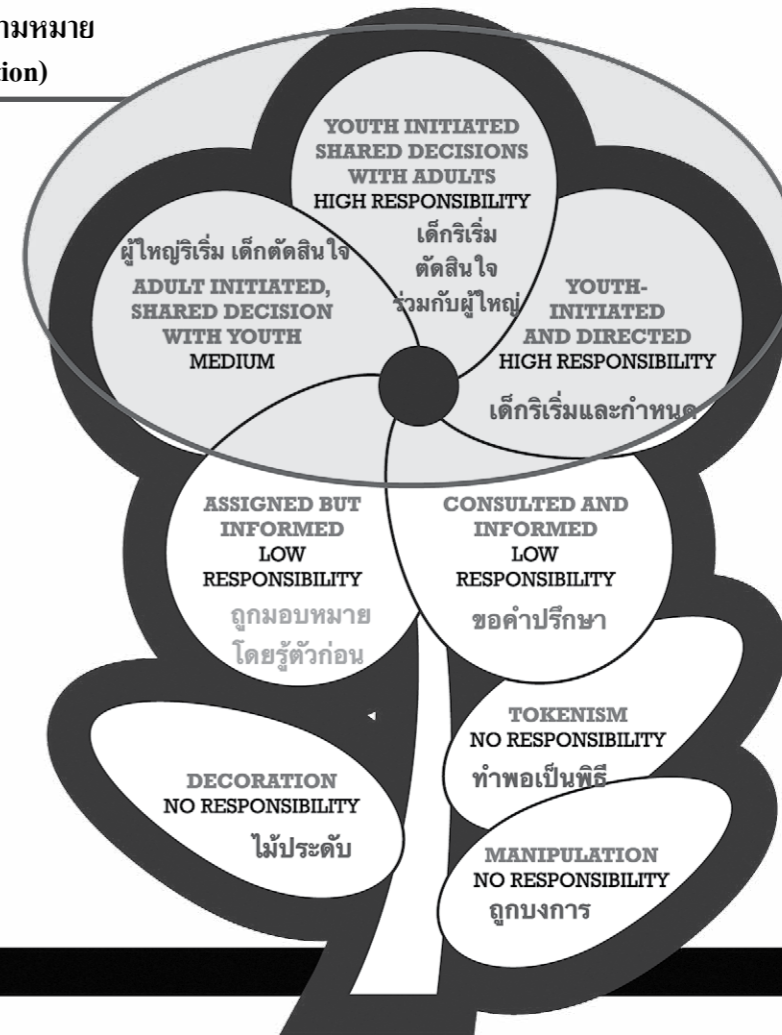 ามหมาย
tion)
YOUTH INITIATED
SHARED DECISIONS
WITH ADULTS
HIGH RESPONSIBILITY
เด็กริเริ่ม
ตัดสินใจ
ร่วมกับผู้ใหญ่
ผู้ใหญ่ริเริ่ม เด็กตัดสินใจ
ADULT INITIATED,
SHARED DECISION
WITH YOUTH
MEDIUM
YOUTH-
INITIATED
AND DIRECTED
HIGH RESPONSIBILITY
เด็กริเริ่มและกำหนด
ASSIGNED BUT
INFORMED
LOW
RESPONSIBILITY
ถูกมอบหมาย
โดยรู้ตัวก่อน
CONSULTED AND
INFORMED
LOW
RESPONSIBILITY
ขอคำปรึกษา
TOKENISM
NO RESPONSIBILITY
ทำพอเป็นพิธี
DECORATION
NO RESPONSIBILITY
ไม้ประดับ
MANIPULATION
NO RESPONSIBILITY
ถูกบงการ